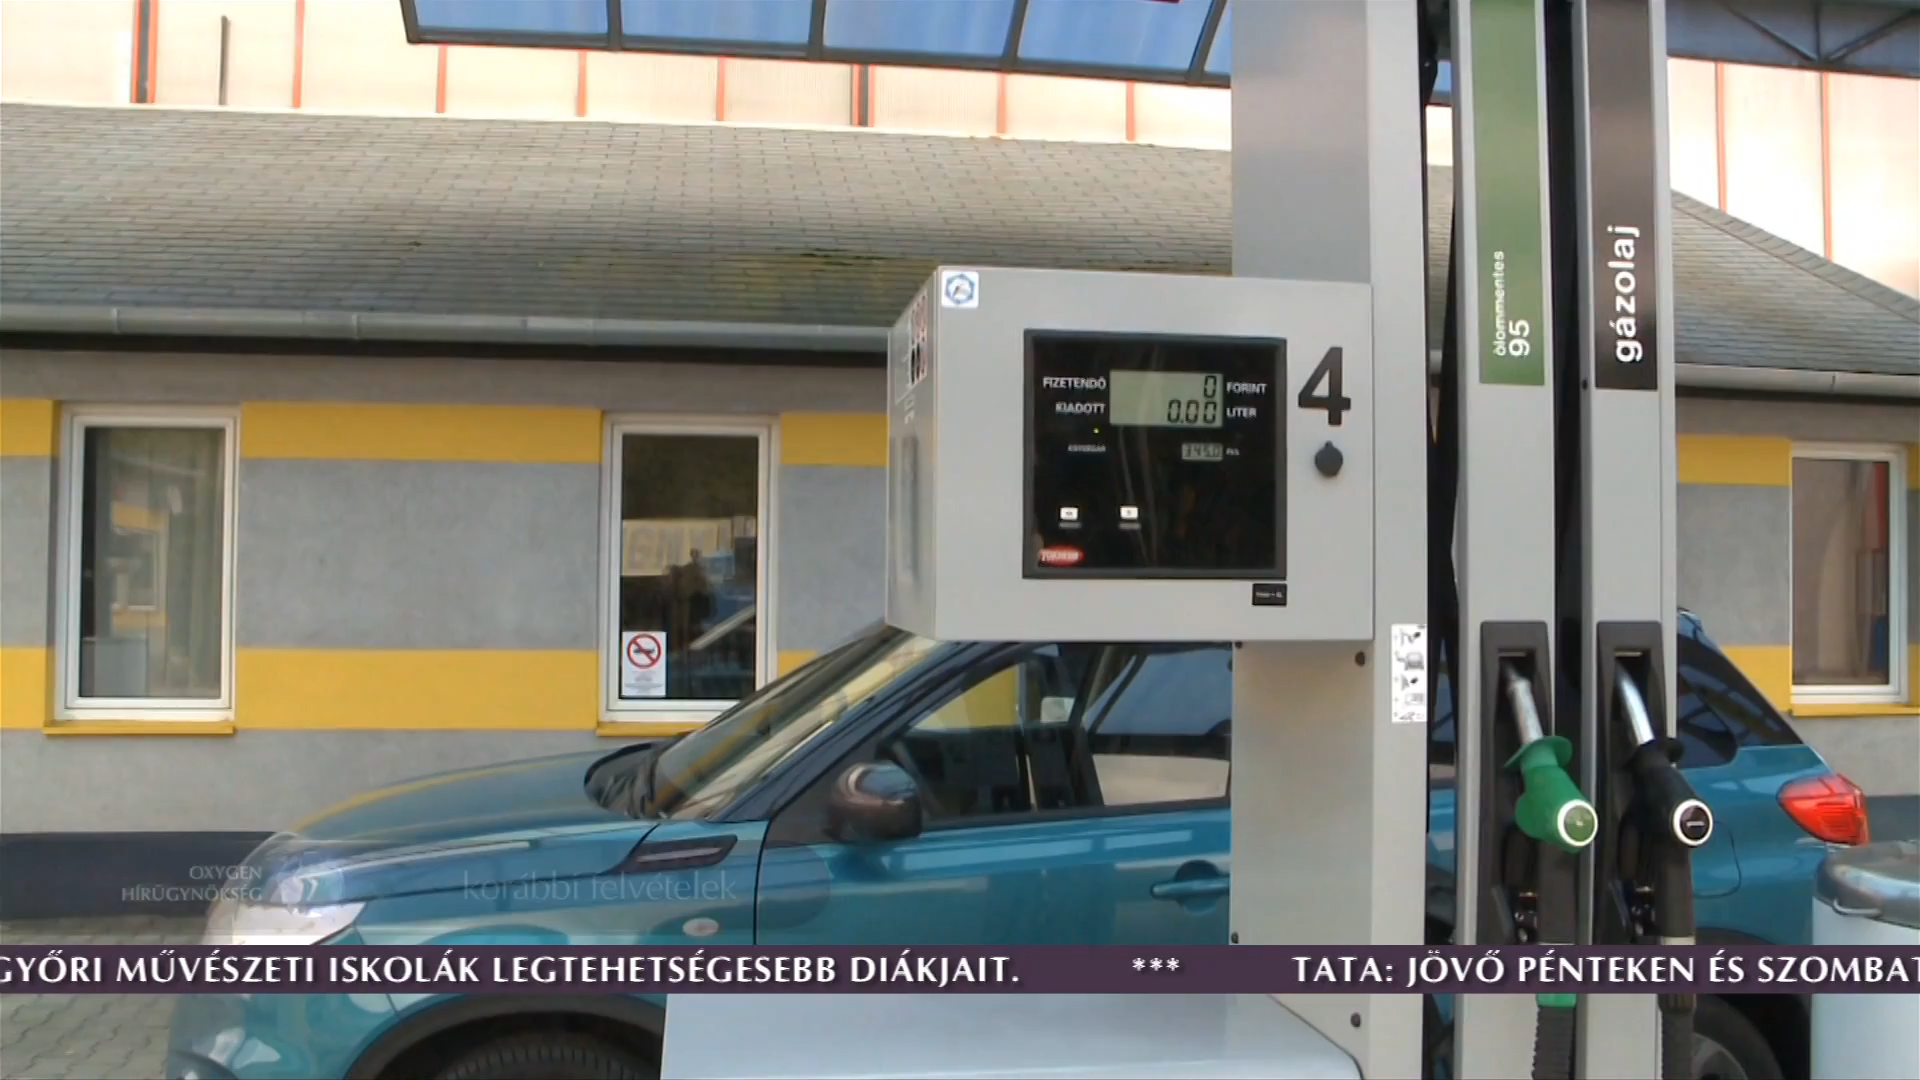 ólommentes
95
gázolaj
FIZETENDŐ 0 FORINT
KIADOTT 0.00 LITER
4
TOKHEIM
OXYGEN
HÍRÜGYNÖKSÉG
korábbi felvételek
GYŐRI MŰVÉSZETI ISKOLÁK LEGTEHETSÉGESEBB DIÁKJAIT. *** TATA: JÖVŐ PÉNTEKEN ÉS SZOMBAT